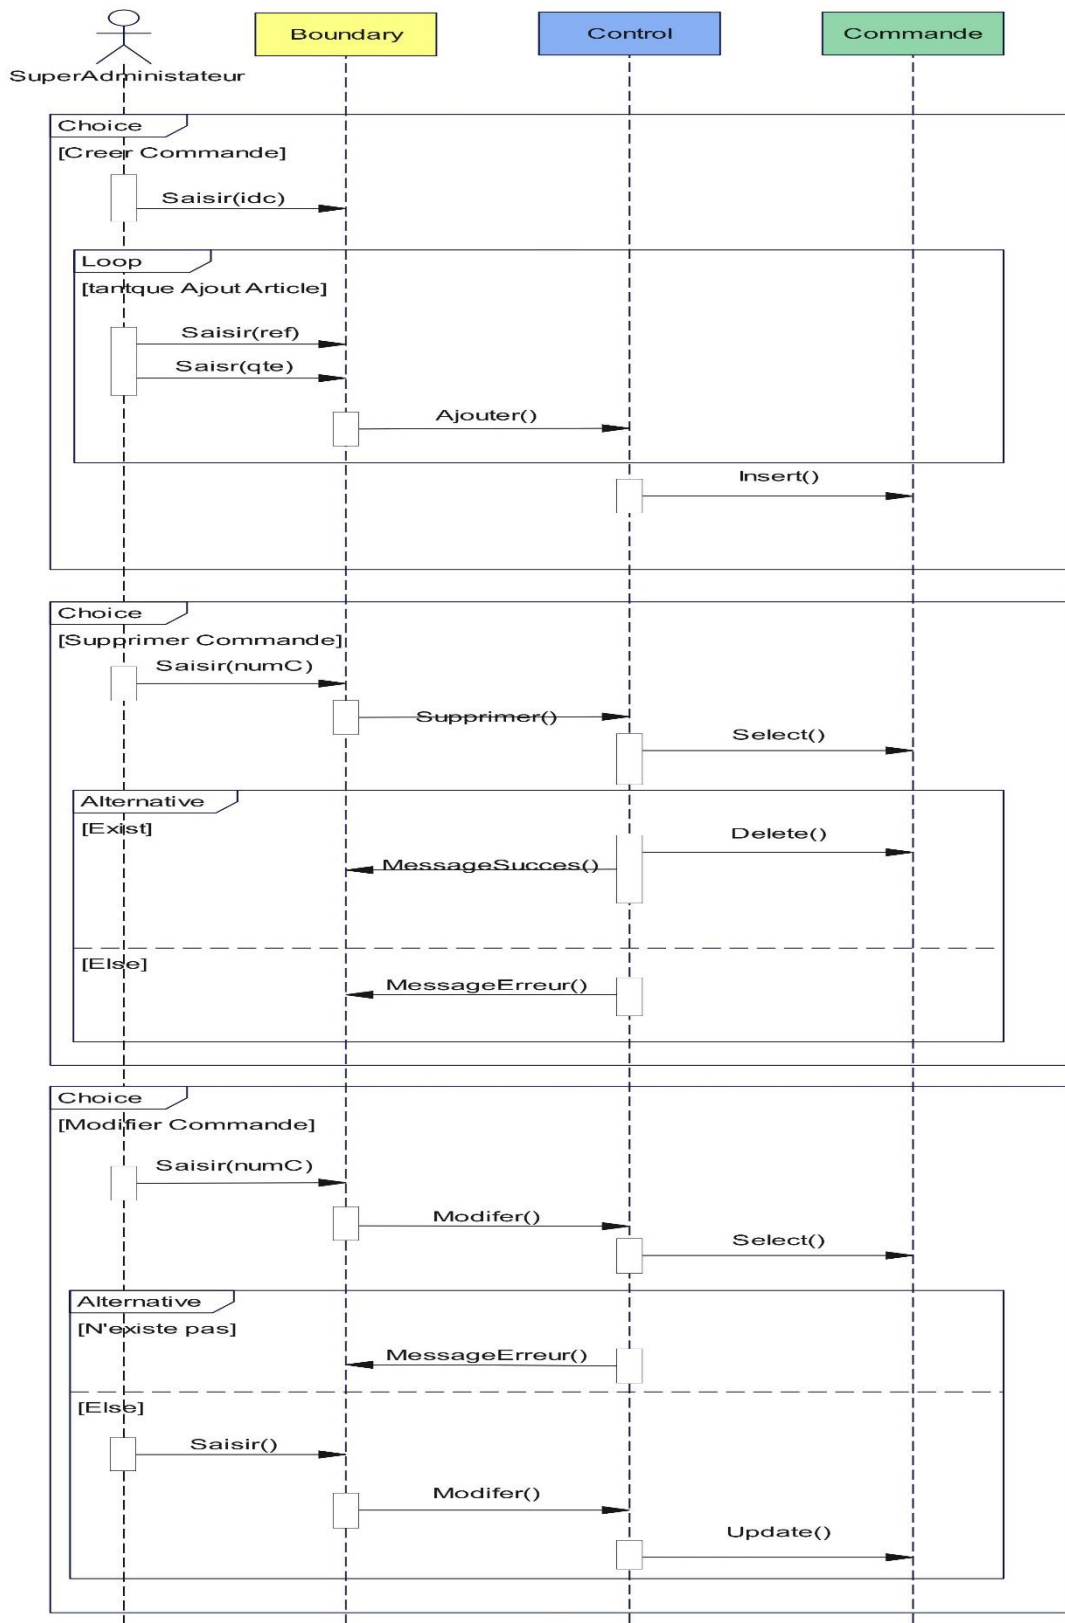 Boundary
Control
Commande
SuperAdministateur
Choice
[Creer Commande]
Saisir(idc)
Loop
[tantque Ajout Article]
Saisir(ref)
Saisr(qte)
Ajouter()
Insert()
Choice
[Supprimer Commande]
Saisir(numC)
Supprimer()
Select()
Alternative
[Exist]
Delete()
MessageSucces()
[Else]
MessageErreur()
Choice
[Modifier Commande]
Saisir(numC)
Modifer()
Select()
Alternative
[N'existe pas]
MessageErreur()
[Else]
Saisir()
Modifer()
Update()